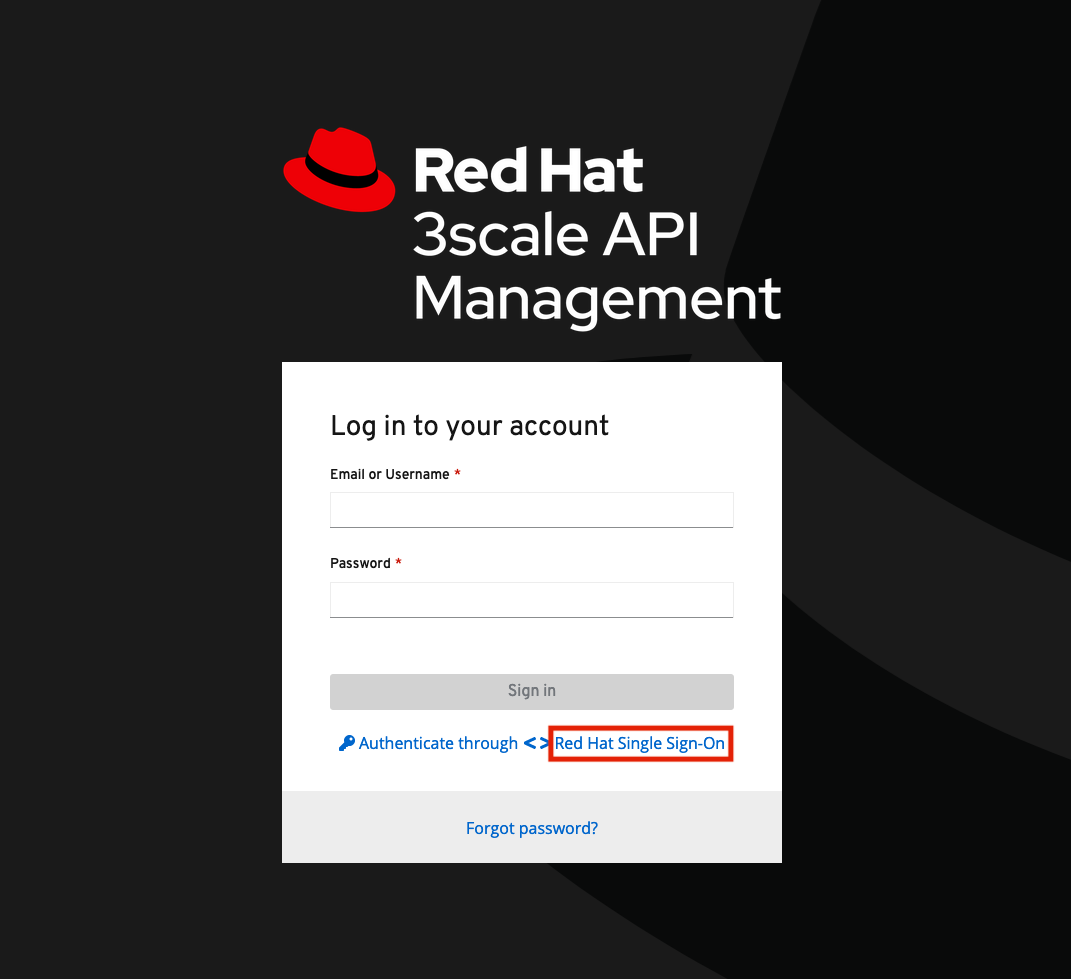 Red Hat
3scale API
Management
Log in to your account
Email or Username *
Password *
Sign in
Authenticate through <> Red Hat Single Sign-On
Forgot password?